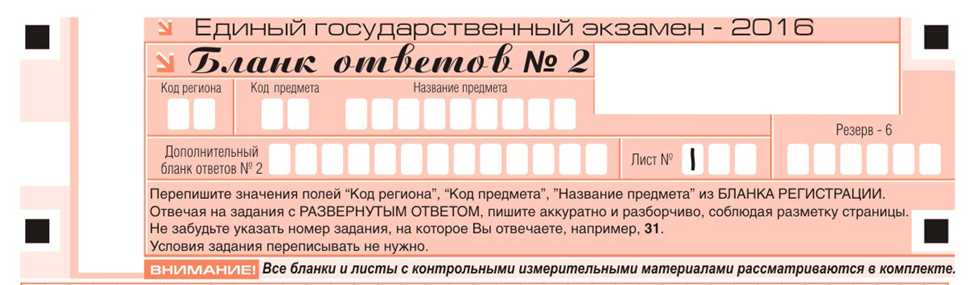 Единый государственный экзамен - 2016
Бланк ответов № 2
Код региона Код предмета Название предмета
Резерв - 6
Дополнительный
бланк ответов № 2
Лист № 1
Перепишите значения полей “Код региона”, “Код предмета”, ”Название предмета” из БЛАНКА РЕГИСТРАЦИИ.
Отвечая на задания с РАЗВЕРНУТЫМ ОТВЕТОМ, пишите аккуратно и разборчиво, соблюдая разметку страницы.
Не забудьте указать номер задания, на которое Вы отвечаете, например, 31.
Условия задания переписывать не нужно.
ВНИМАНИЕ! Все бланки и листы с контрольными измерительными материалами рассматриваются в комплекте.